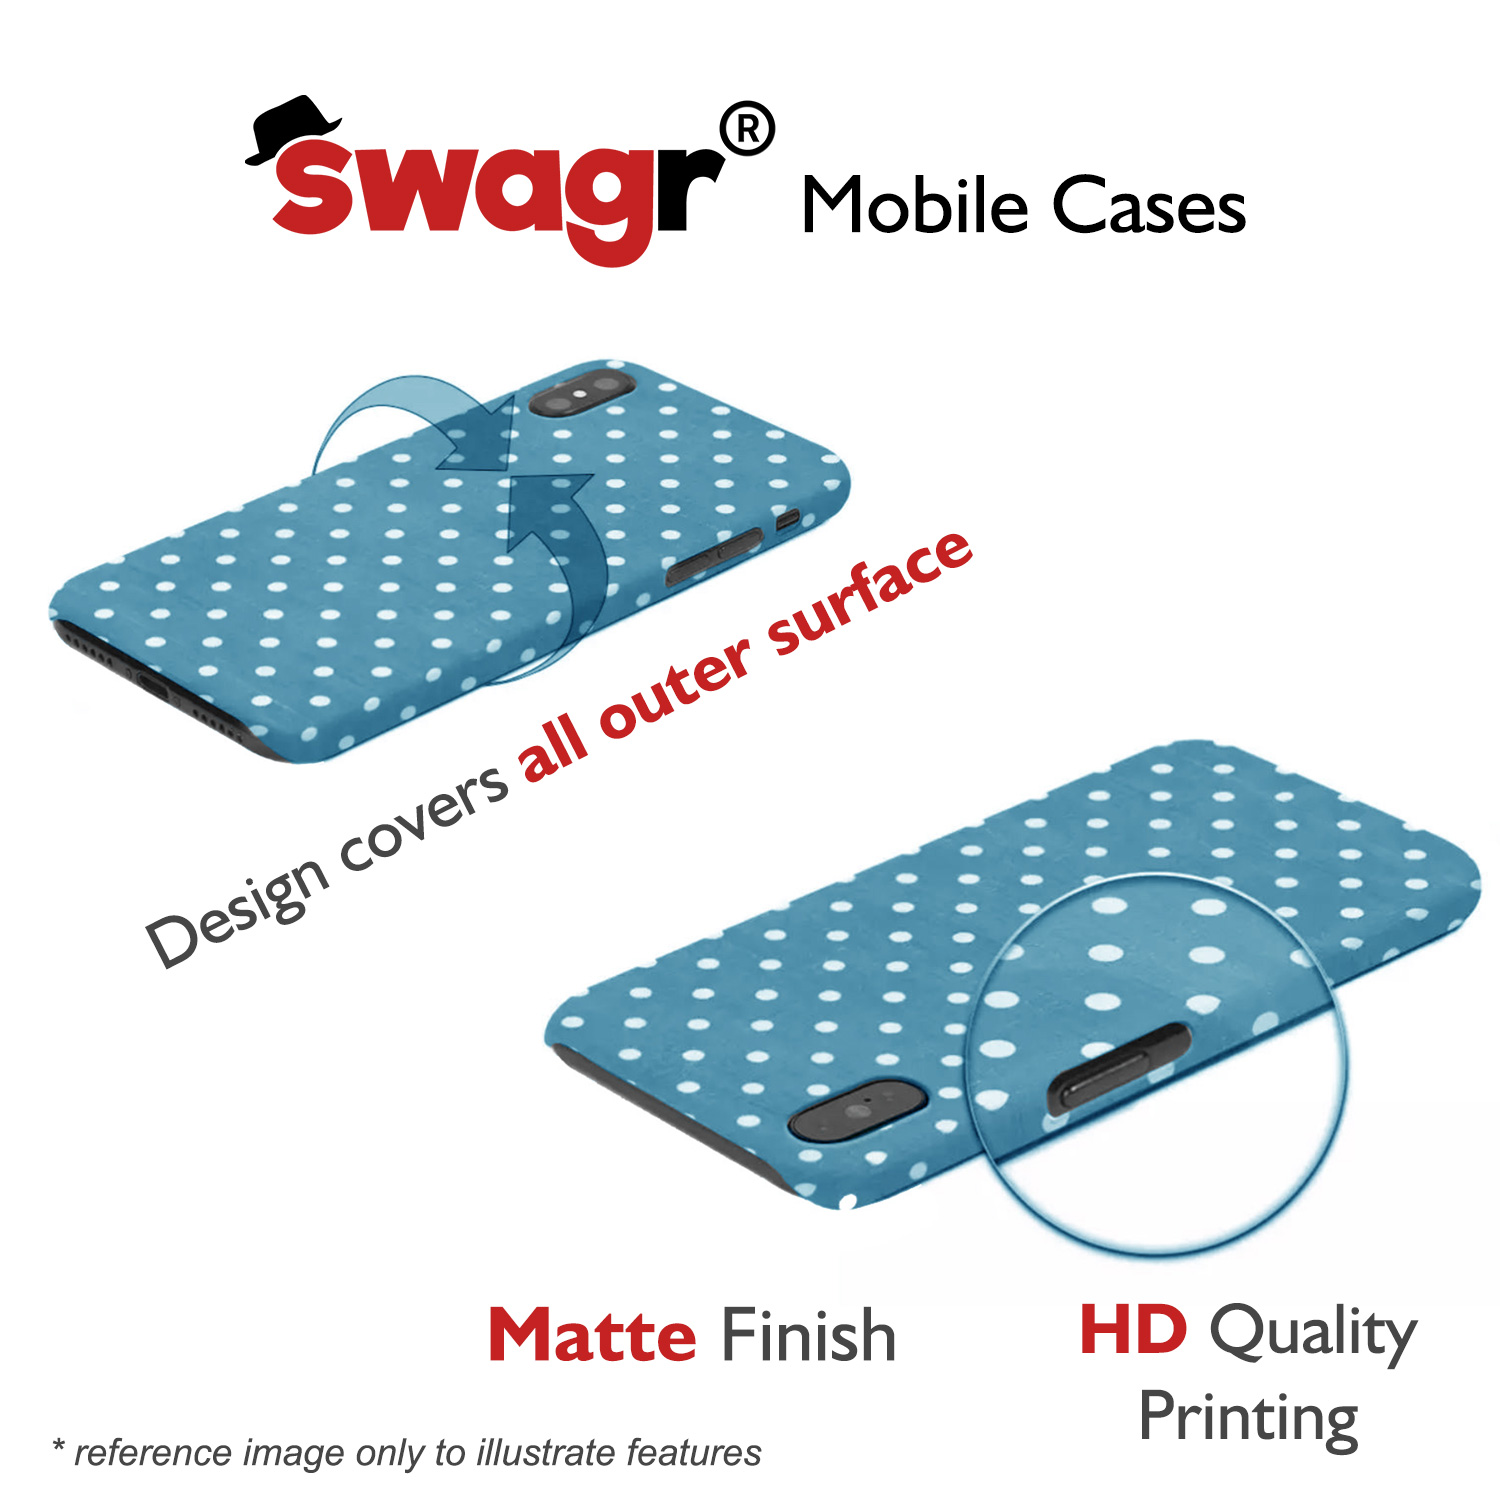 swagr® Mobile Cases
Design covers all outer surface
Matte Finish
HD Quality
Printing
* reference image only to illustrate features